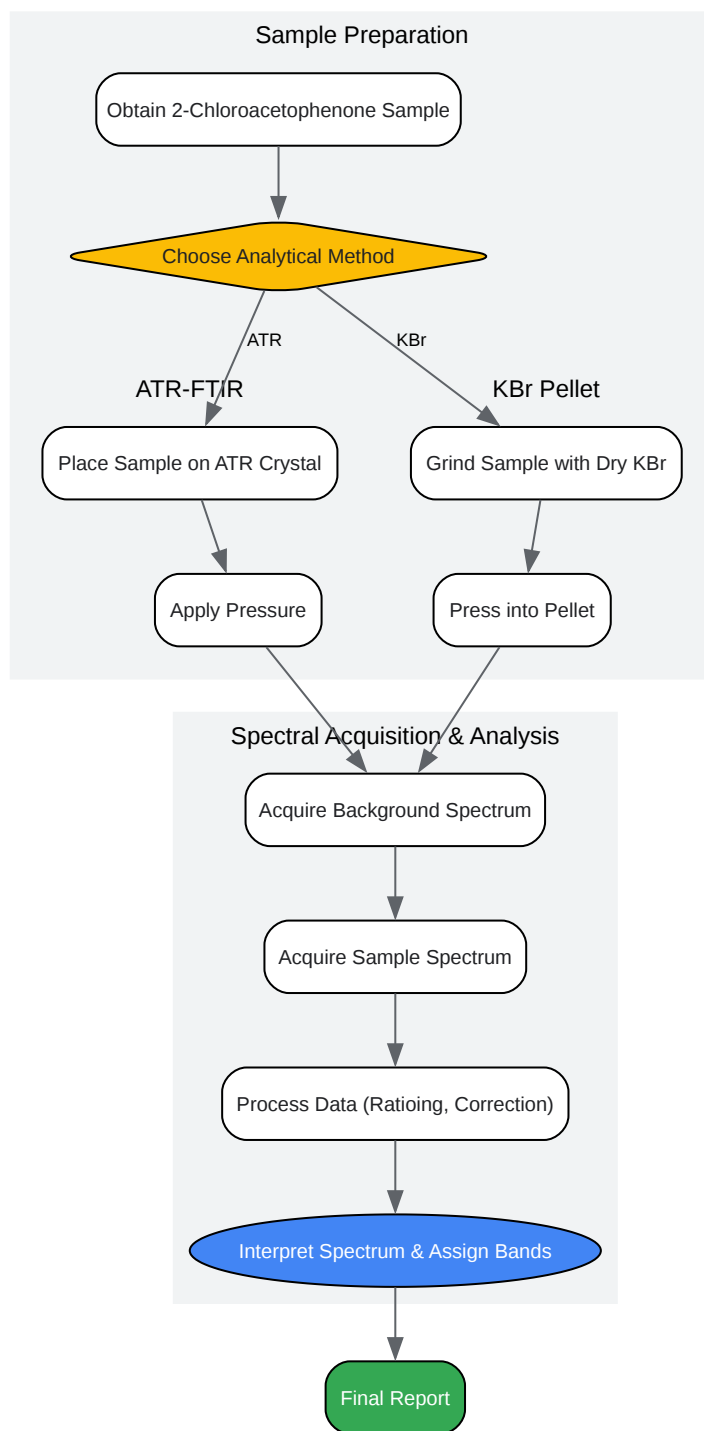 Sample Preparation
Obtain 2-Chloroacetophenone Sample
Choose Analytical Method
ATR
KBr
ATR-FTIR
KBr Pellet
Place Sample on ATR Crystal
Grind Sample with Dry KBr
Apply Pressure
Press into Pellet
Spectral Acquisition & Analysis
Acquire Background Spectrum
Acquire Sample Spectrum
Process Data (Ratioing, Correction)
Interpret Spectrum & Assign Bands
Final Report